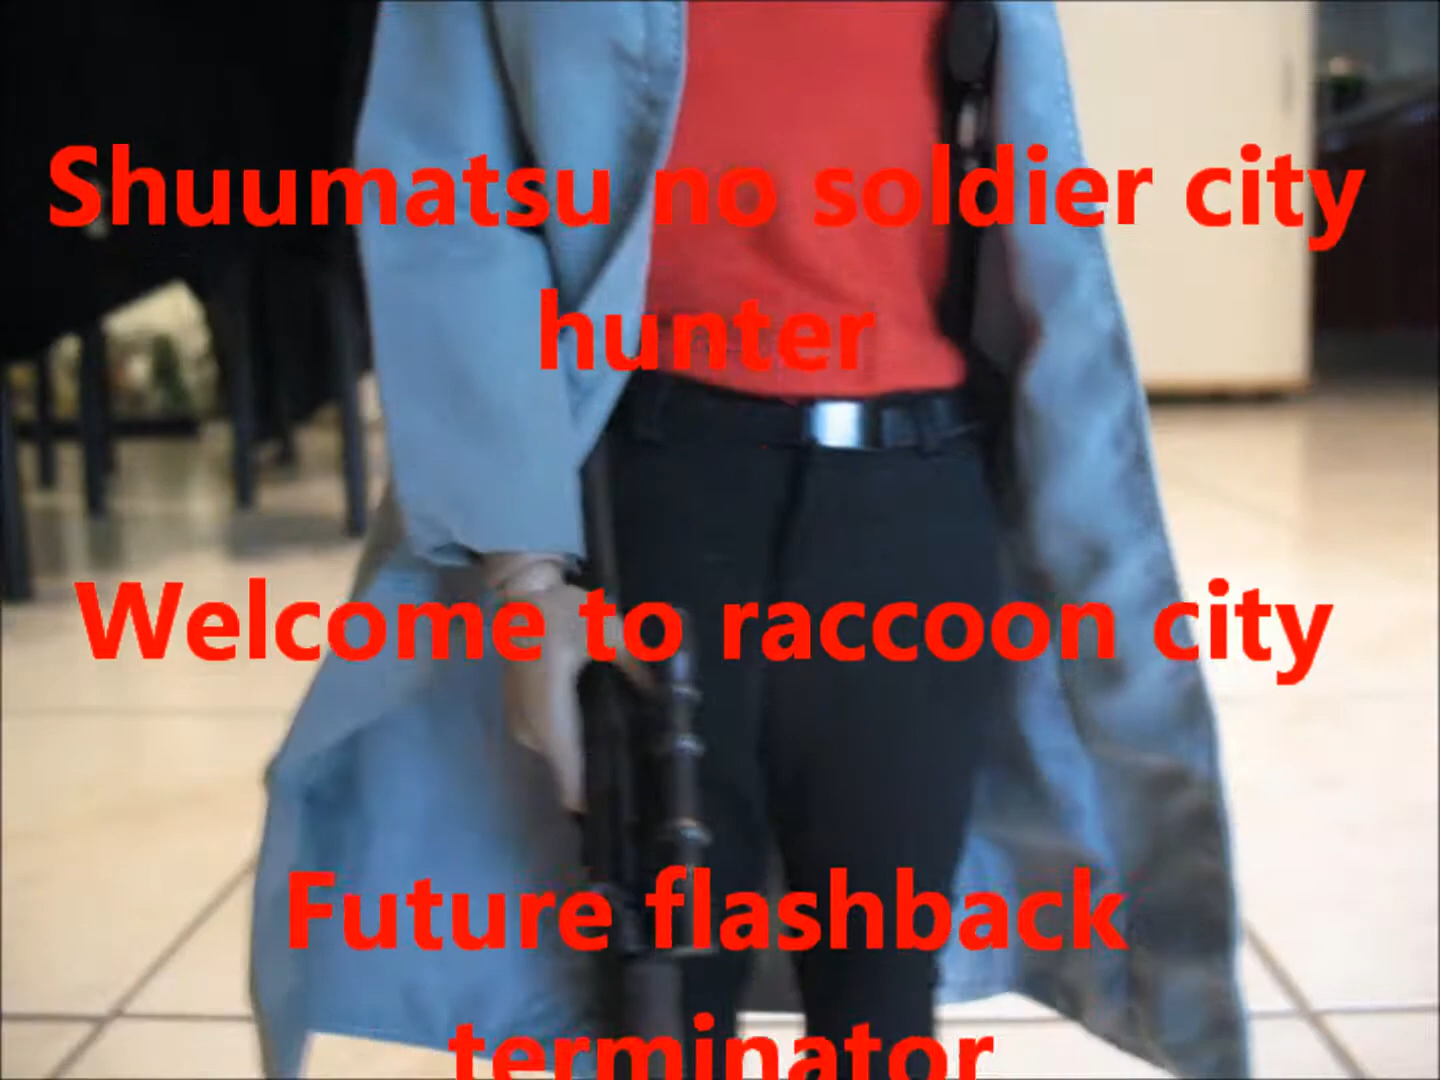 Shuumatsu no soldier city
hunter
Welcome to raccoon city
Future flashback
terminator